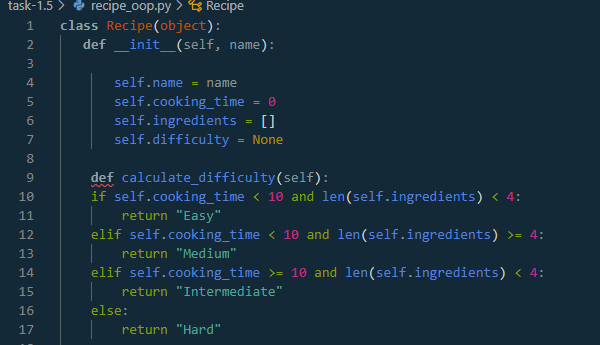 task-1.5 > recipe_oop.py > Recipe
1 class Recipe(object):
2 def __init__(self, name):
3
4 self.name = name
5 self.cooking_time = 0
6 self.ingredients = []
7 self.difficulty = None
8
9 def calculate_difficulty(self):
10 if self.cooking_time < 10 and len(self.ingredients) < 4:
11 return "Easy"
12 elif self.cooking_time < 10 and len(self.ingredients) >= 4:
13 return "Medium"
14 elif self.cooking_time >= 10 and len(self.ingredients) < 4:
15 return "Intermediate"
16 else:
17 return "Hard"